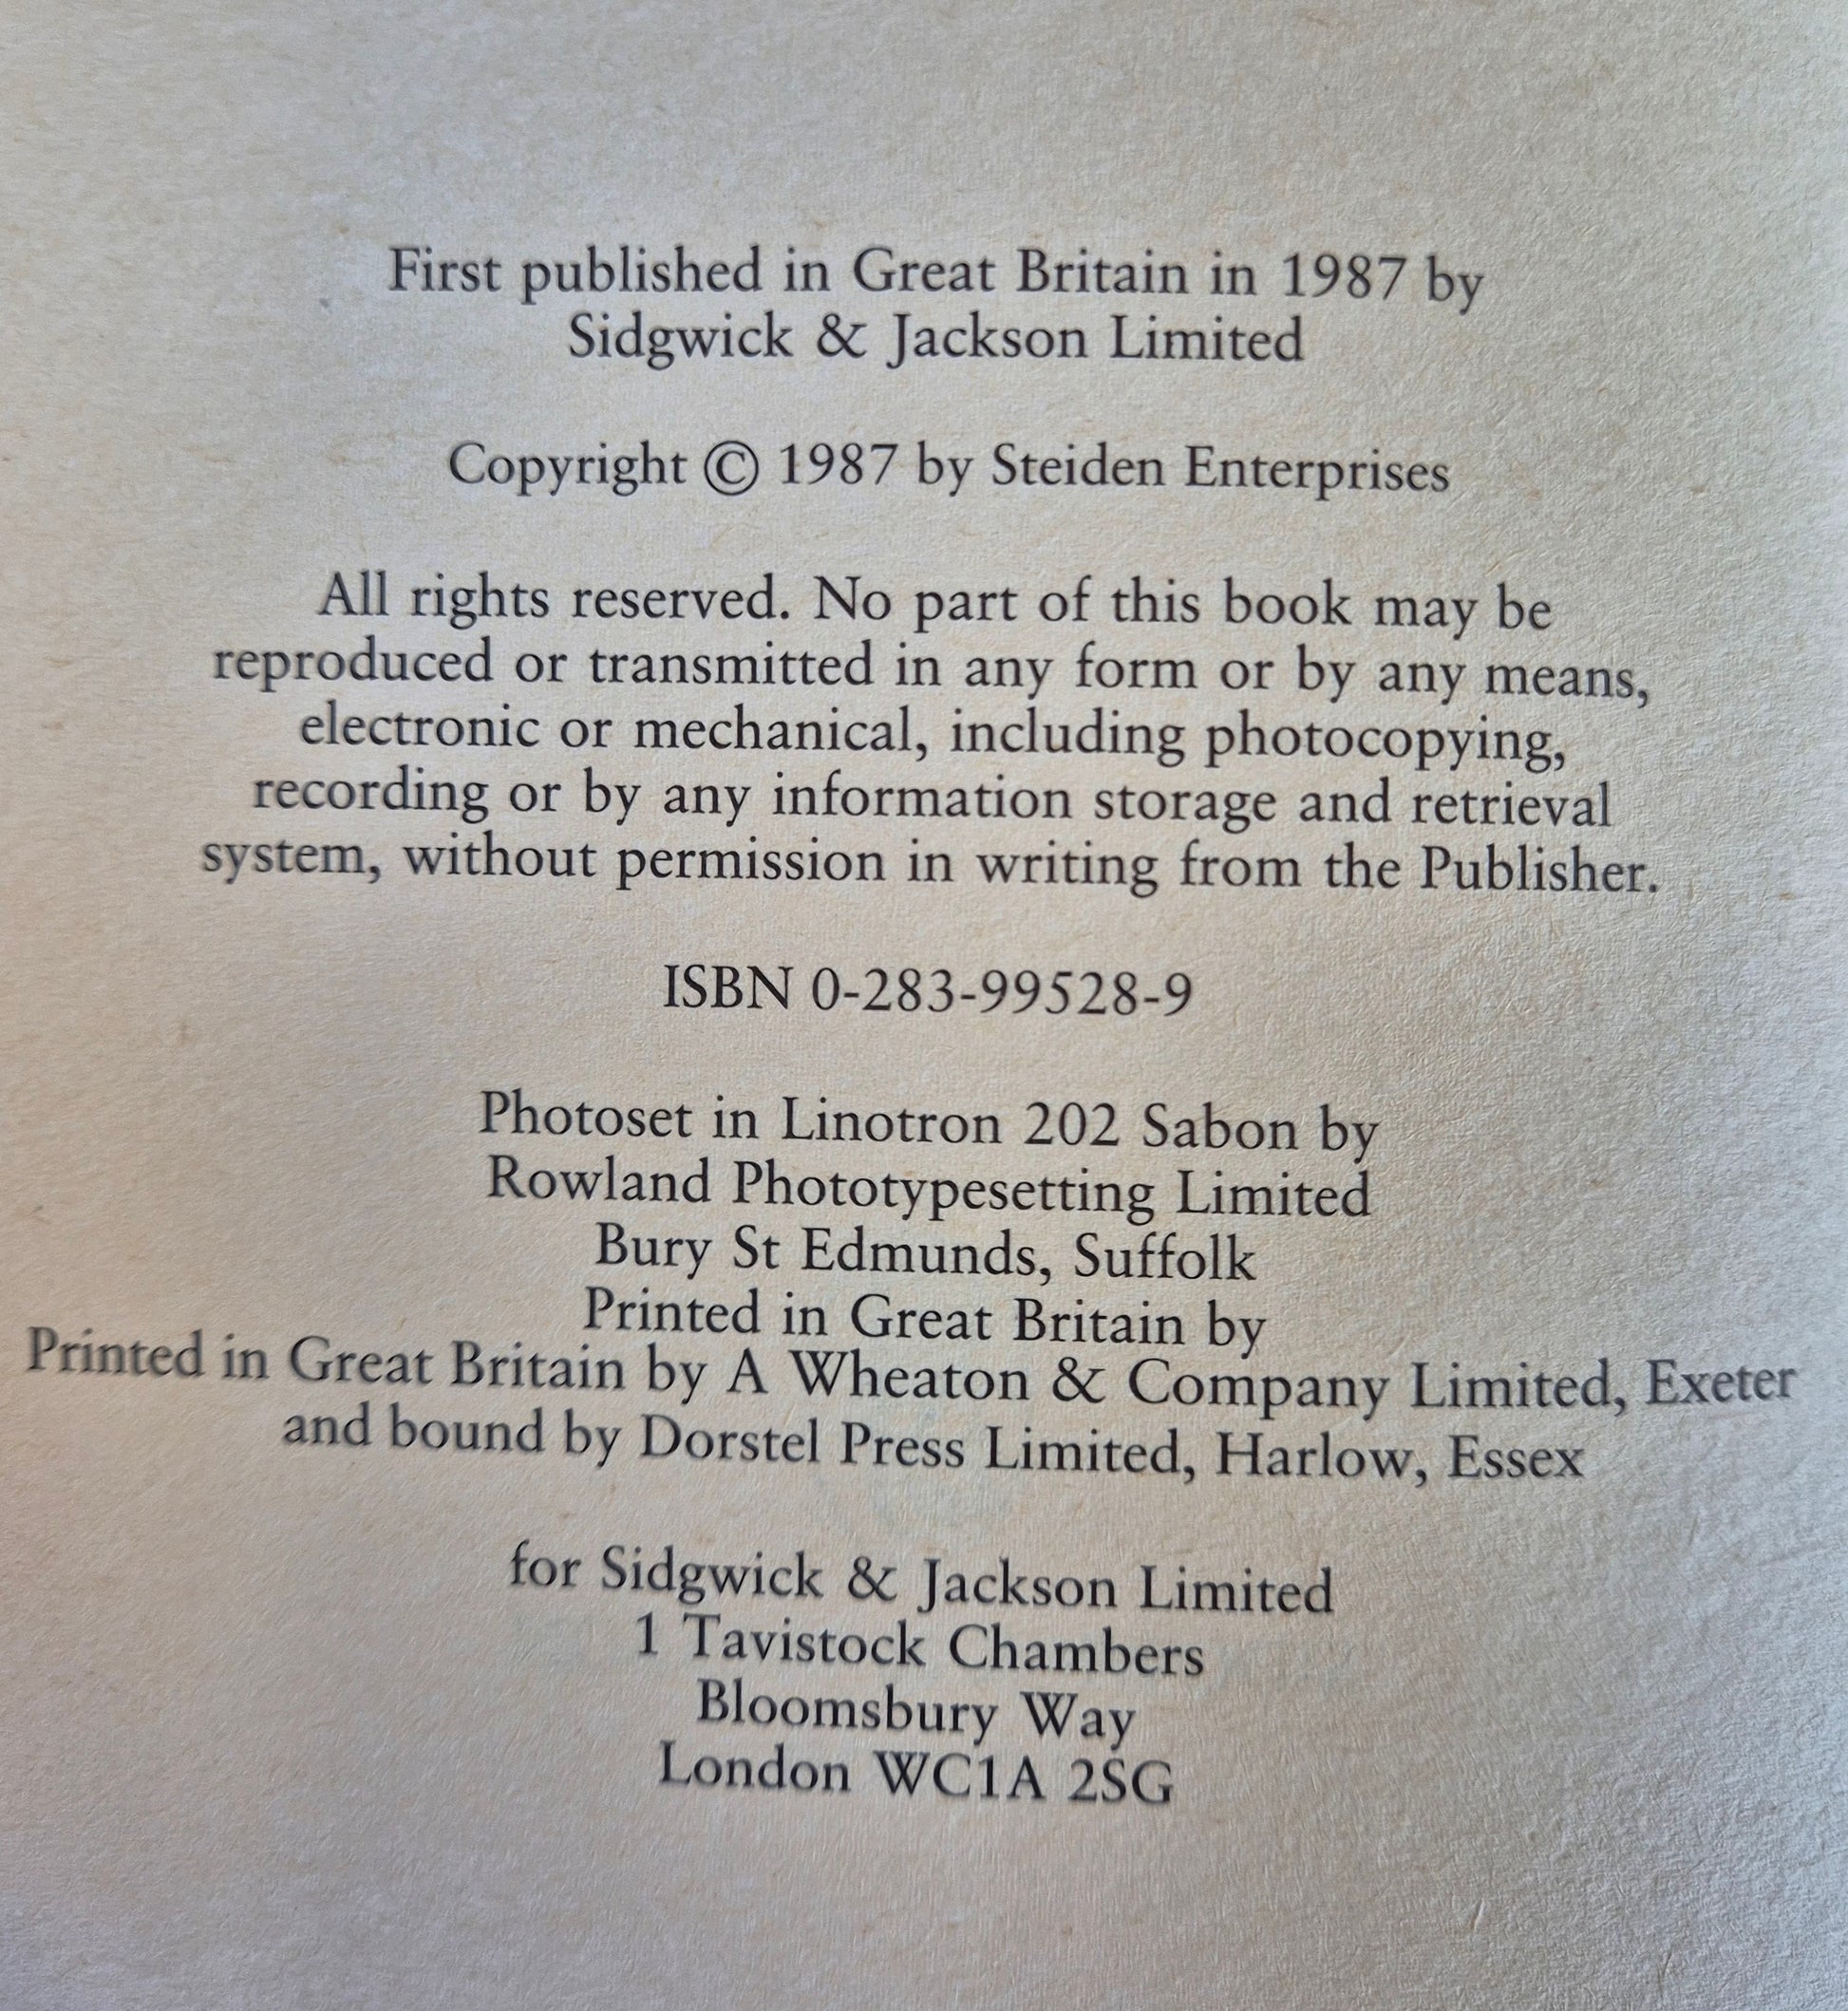 First published in Great Britain in 1987 by
Sidgwick & Jackson Limited
Copyright © 1987 by Steiden Enterprises
All rights reserved. No part of this book may be
reproduced or transmitted in any form or by any means,
electronic or mechanical, including photocopying,
recording or by any information storage and retrieval
system, without permission in writing from the Publisher.
ISBN 0-283-99528-9
Photoset in Linotron 202 Sabon by
Rowland Phototypesetting Limited
Bury St Edmunds, Suffolk
Printed in Great Britain by
Printed in Great Britain by A Wheaton & Company Limited, Exeter
and bound by Dorstel Press Limited, Harlow, Essex
for Sidgwick & Jackson Limited
1 Tavistock Chambers
Bloomsbury Way
London WC1A 2SG